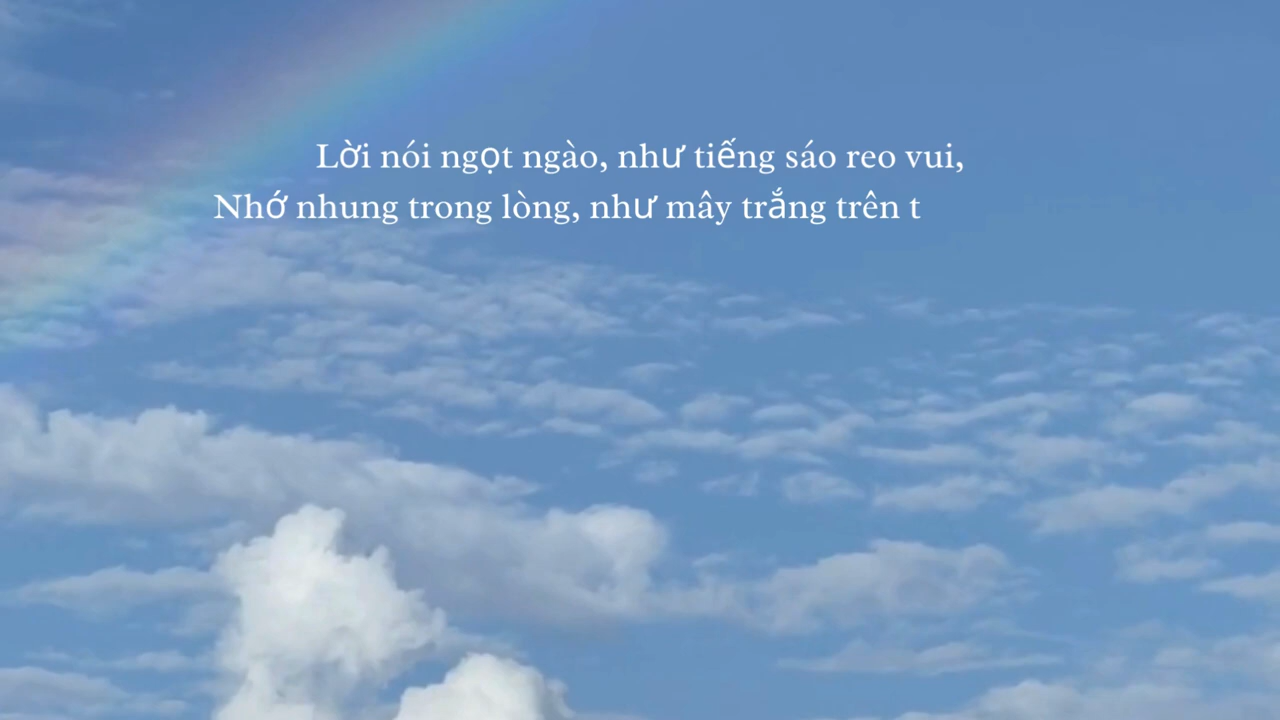 Lời nói ngọt ngào, như tiếng sáo reo vui,
Nhớ nhung trong lòng, như mây trắng trên t